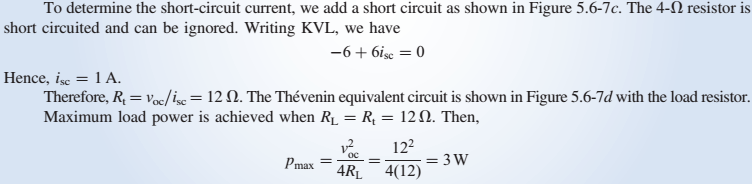 To determine the short-circuit current, we add a short circuit as shown in Figure 5.6-7c. The 4-Ω resistor is
short circuited and can be ignored. Writing KVL, we have
−6 + 6i_sc = 0
Hence, i_sc = 1 A.
Therefore, R_t = v_oc/i_sc = 12 Ω. The Thévenin equivalent circuit is shown in Figure 5.6-7d with the load resistor.
Maximum load power is achieved when R_L = R_t = 12 Ω. Then,
p_max = v_oc^2/4R_L = 12^2/4(12) = 3 W